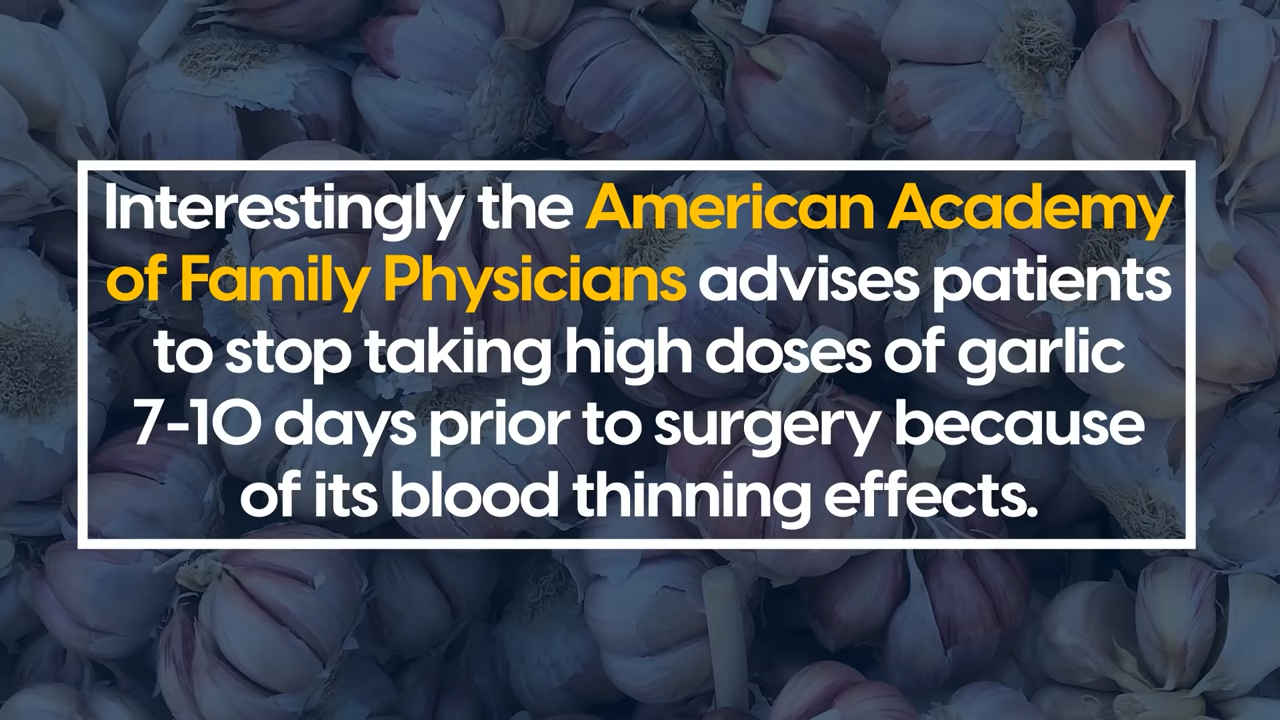 Interestingly the American Academy
of Family Physicians advises patients
to stop taking high doses of garlic
7-10 days prior to surgery because
of its blood thinning effects.